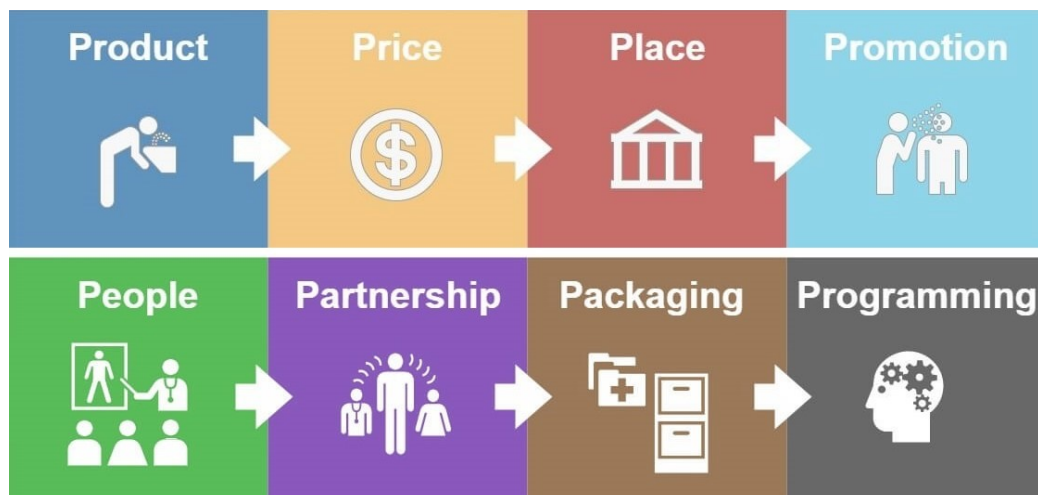 Product
Price
Place
Promotion
$
People
Partnership
Packaging
Programming